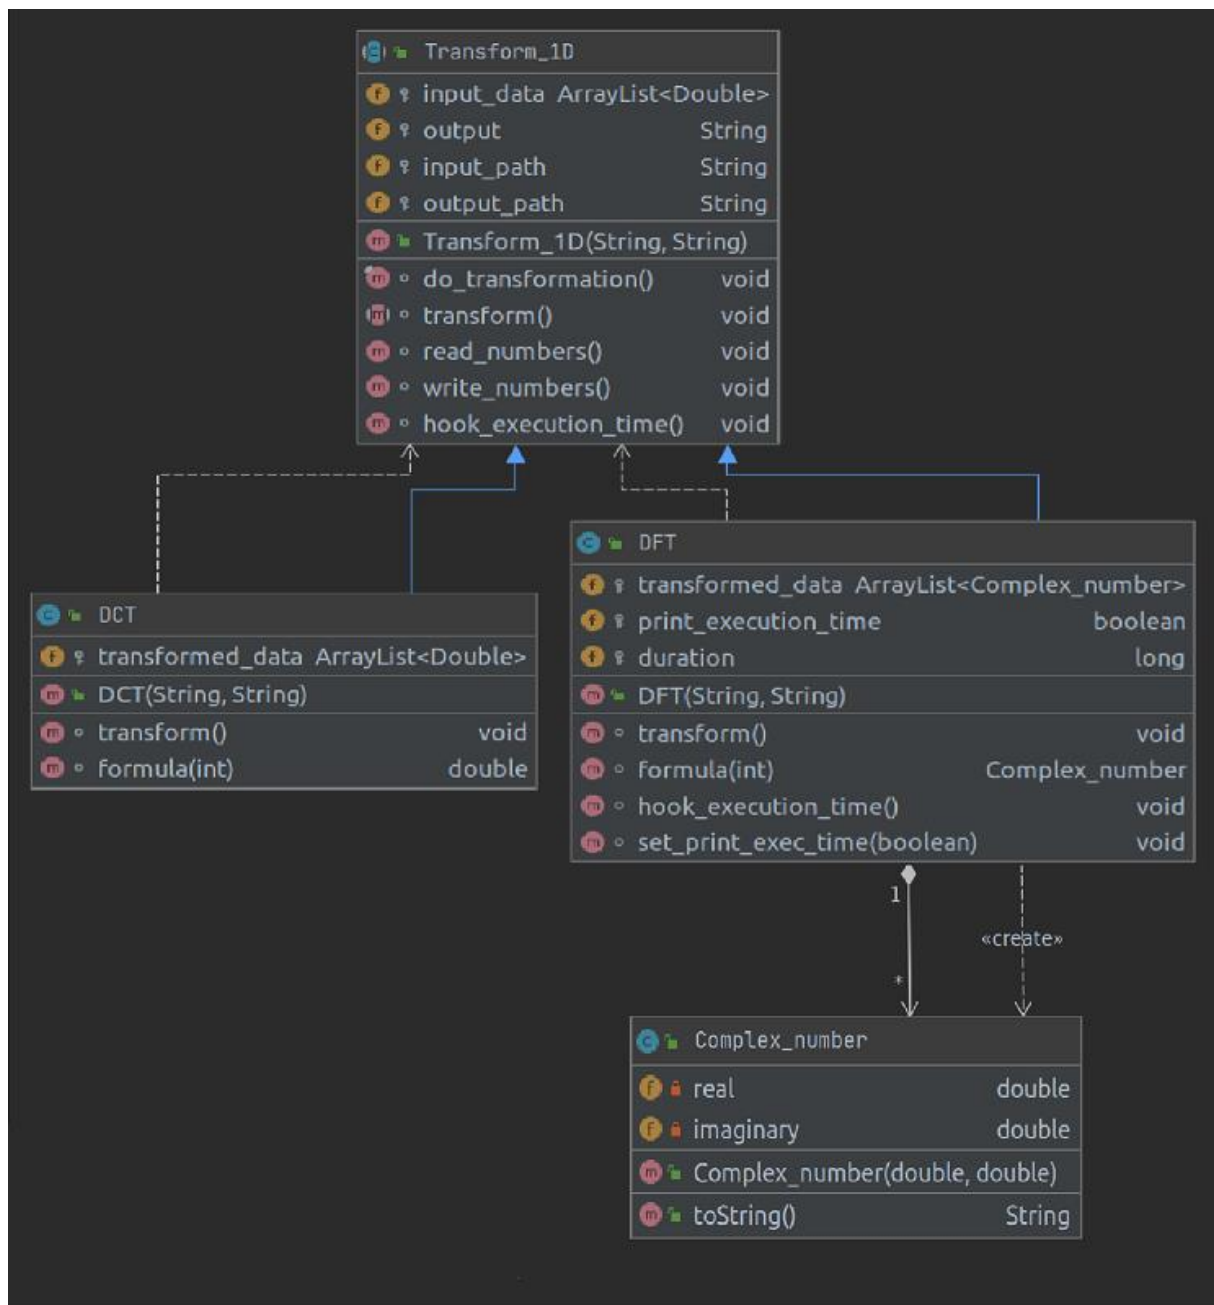 Transform_1D
input_data ArrayList<Double>
output String
input_path String
output_path String
Transform_1D(String, String)
do_transformation() void
transform() void
read_numbers() void
write_numbers() void
hook_execution_time() void
DFT
transformed_data ArrayList<Complex_number>
print_execution_time boolean
duration long
DFT(String, String)
transform() void
formula(int) Complex_number
hook_execution_time() void
set_print_exec_time(boolean) void
DCT
transformed_data ArrayList<Double>
DCT(String, String)
transform() void
formula(int) double
1
«create»
*
Complex_number
real double
imaginary double
Complex_number(double, double)
toString() String